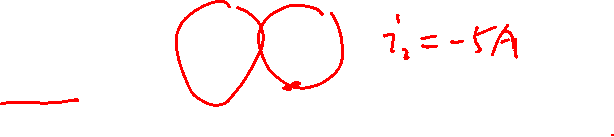 i₂ = -5A